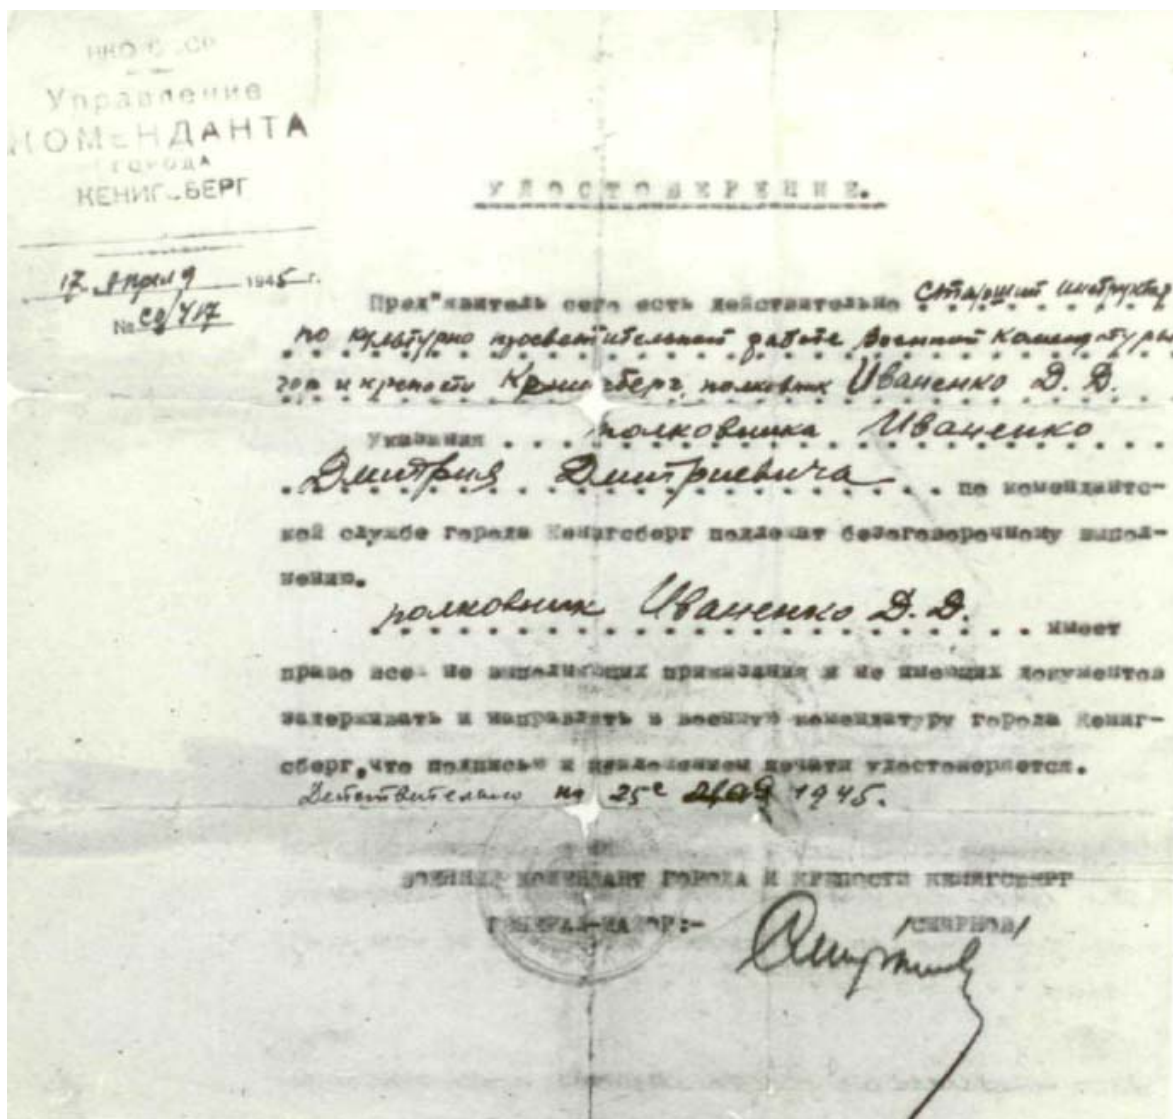 НКО СССР
Управление
КОМЕНДАНТА
ГОРОДА
КЕНИГСБЕРГ
17 Апреля 1945 г.
№ со/417
УДОСТОВЕРЕНИЕ.
Пред"явитель сего есть действительно старший инструктор
по культурно просветительной работе Военной Комендатуры
гор и крепости Кенигсберг, полковник Иваненко Д. Д.
Указания полковника Иваненко
Дмитрия Дмитриевича по комендантс-
кой службе города Кенигсберг подлежат безоговорочному выпол-
нению.
полковник Иваненко Д. Д. имеет
право всех не выполняющих приказания и не имеющих документов
задерживать и направлять в военную комендатуру города Кениг-
сберг, что подписью и приложением печати удостоверяется.
Действительно по 25е мая 1945.
ВОЕННЫЙ КОМЕНДАНТ ГОРОДА И КРЕПОСТИ КЕНИГСБЕРГ
ГЕНЕРАЛ-МАЙОР:- /СМИРНОВ/